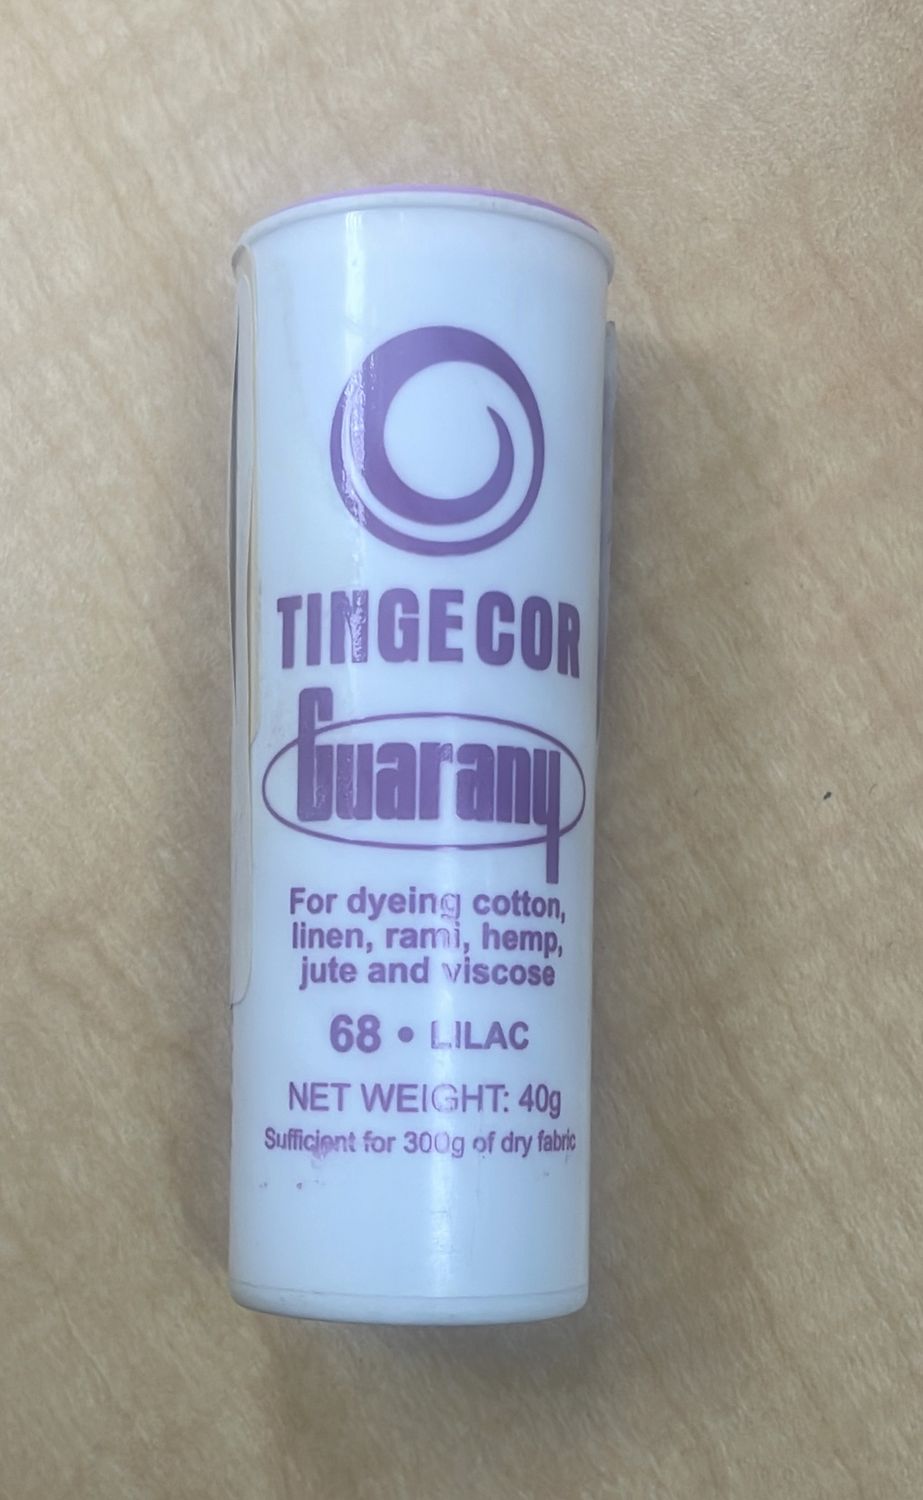 TINGECOR
Guarany
For dyeing cotton,
linen, rami, hemp,
jute and viscose
68 • LILAC
NET WEIGHT: 40g
Sufficient for 300g of dry fabric